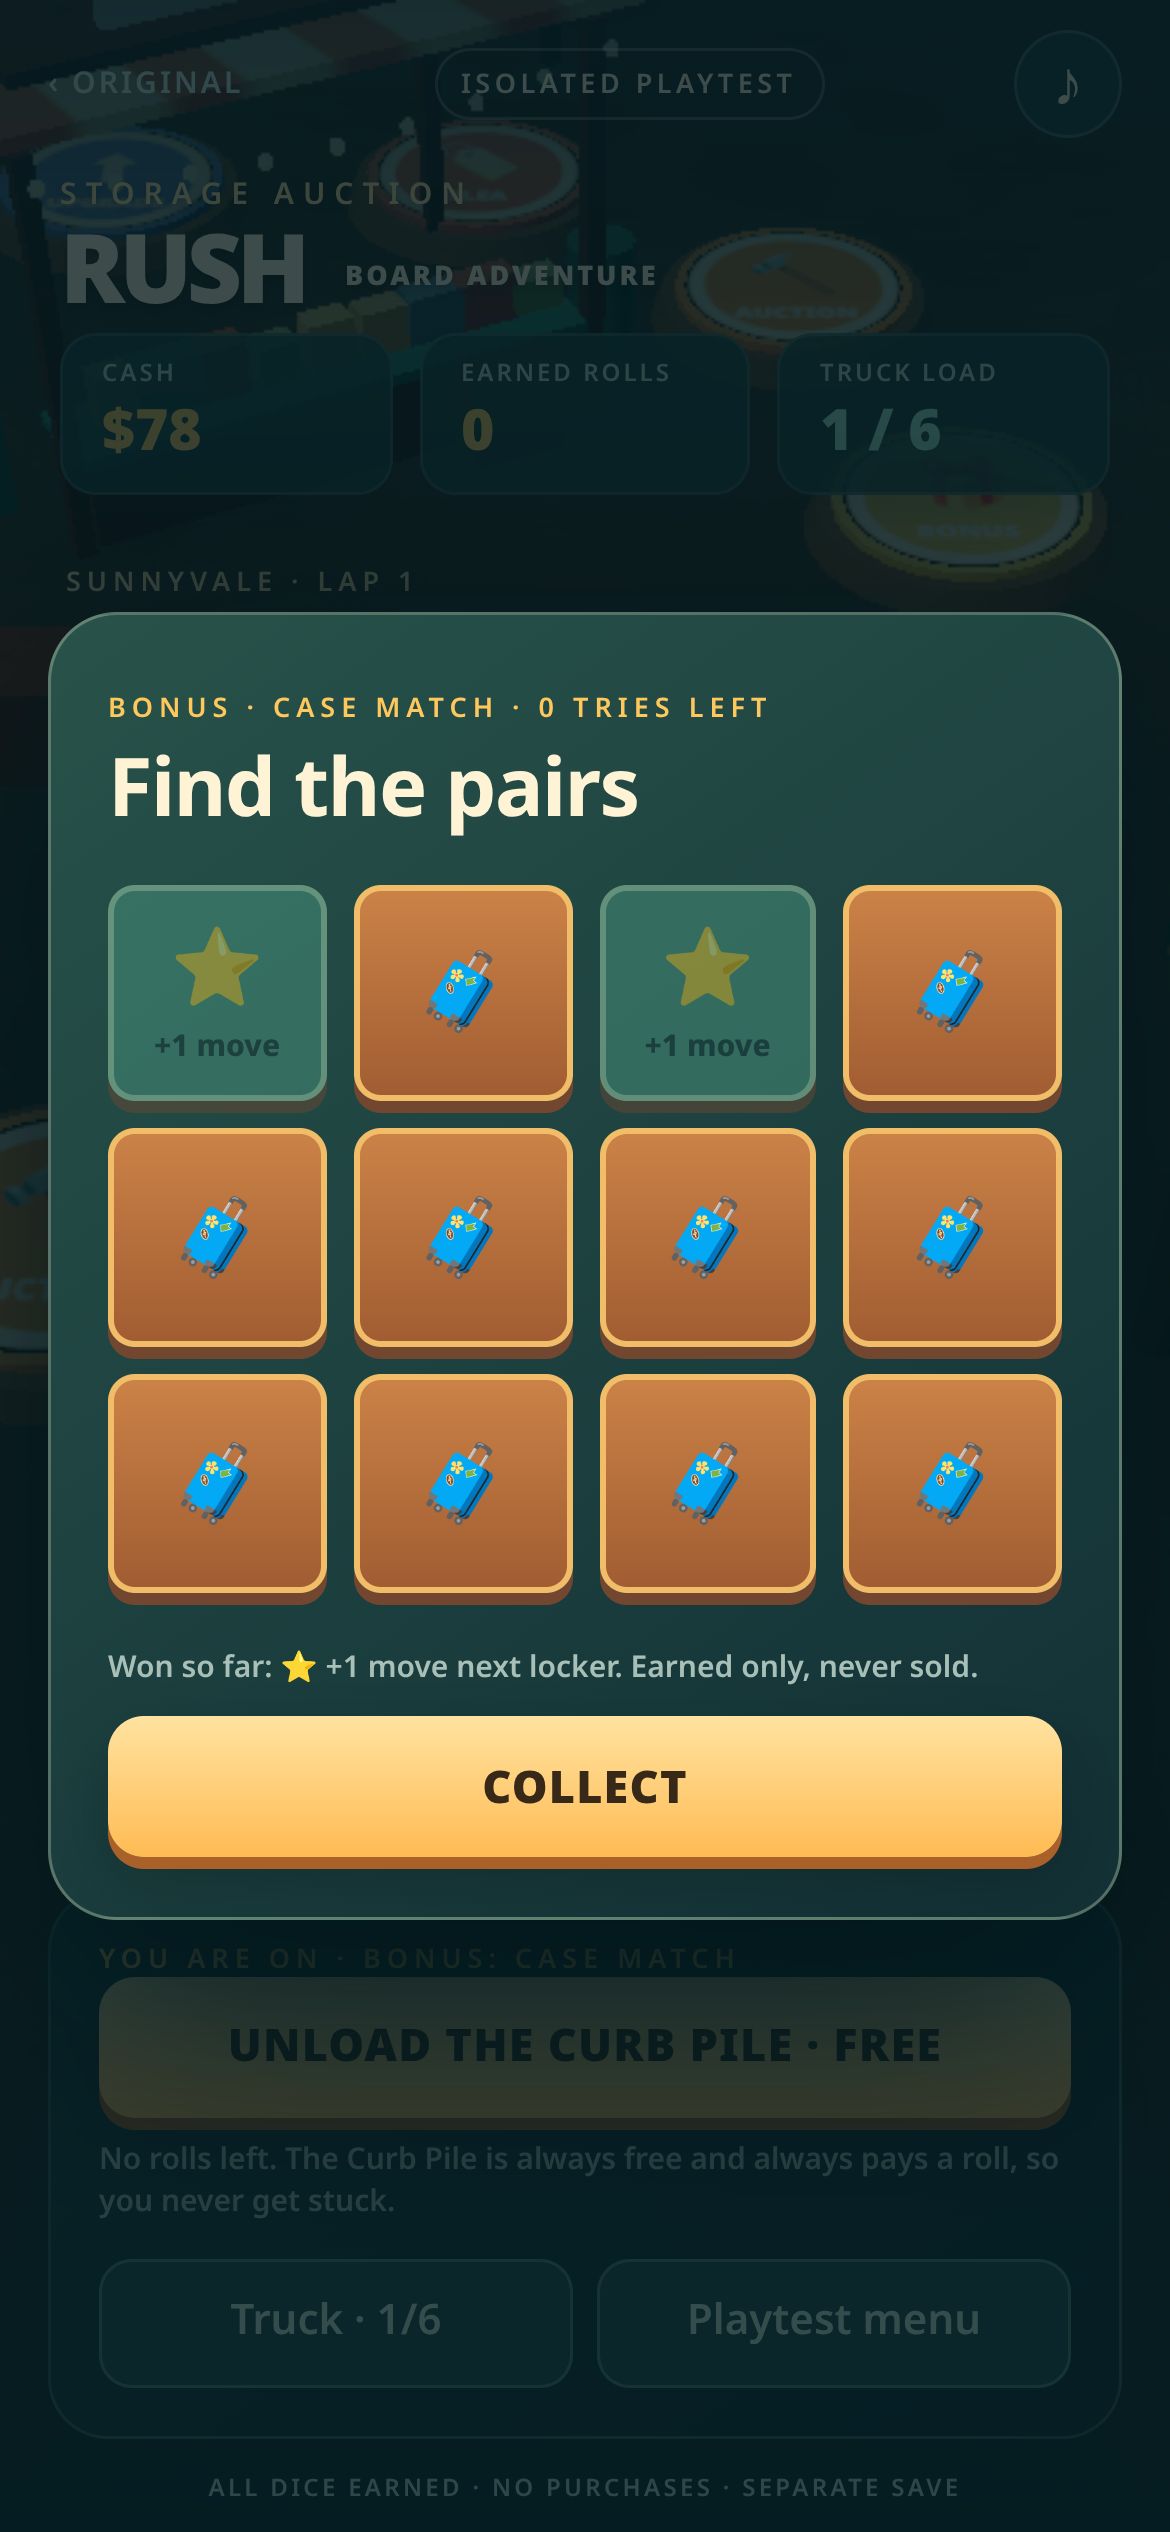 ‹ ORIGINAL
ISOLATED PLAYTEST
STORAGE AUCTION
RUSH BOARD ADVENTURE
AUCTION
CASH
$78
EARNED ROLLS
0
TRUCK LOAD
1 / 6
BONUS
SUNNYVALE · LAP 1
BONUS · CASE MATCH · 0 TRIES LEFT
Find the pairs
+1 move
+1 move
Won so far: ⭐ +1 move next locker. Earned only, never sold.
COLLECT
YOU ARE ON · BONUS: CASE MATCH
UNLOAD THE CURB PILE · FREE
No rolls left. The Curb Pile is always free and always pays a roll, so
you never get stuck.
Truck · 1/6
Playtest menu
ALL DICE EARNED · NO PURCHASES · SEPARATE SAVE